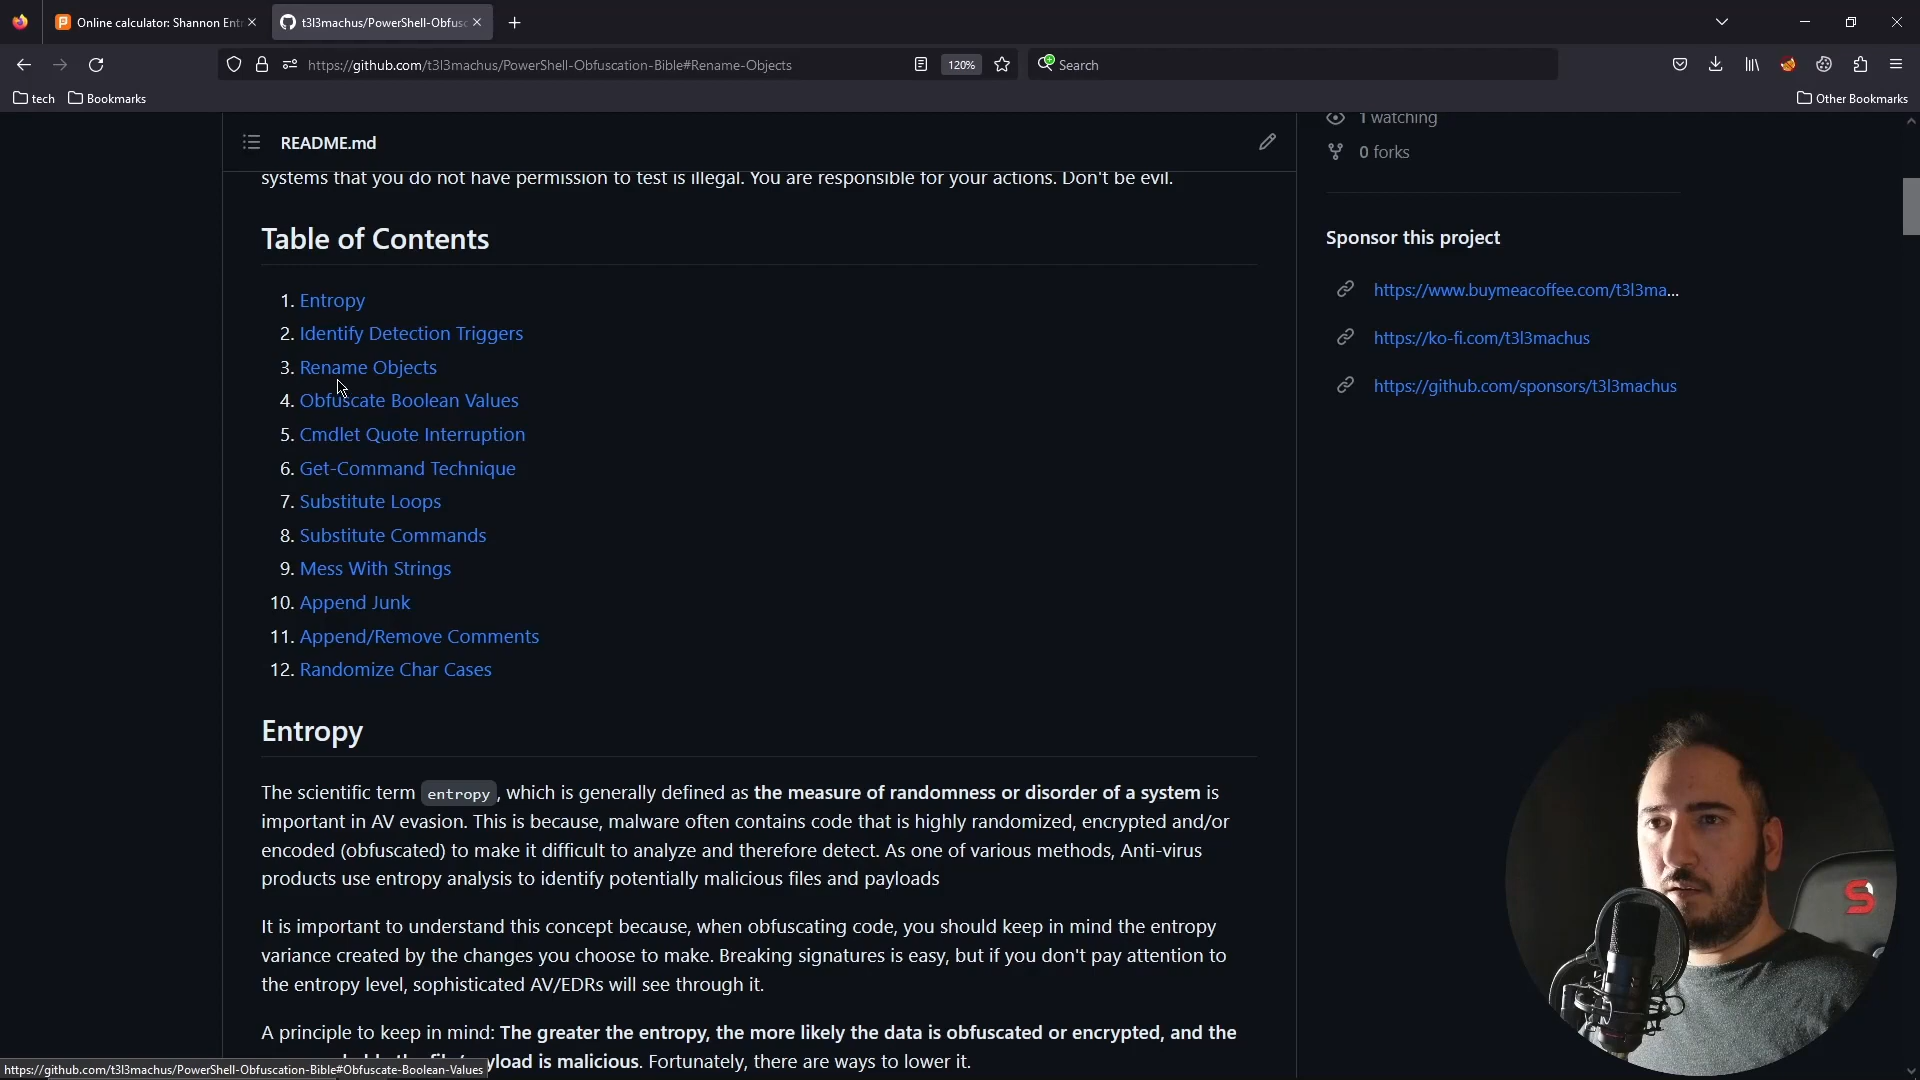 Online calculator: Shannon Ent
t3l3machus/PowerShell-Obfusc
https://github.com/t3l3machus/PowerShell-Obfuscation-Bible#Rename-Objects
120%
Search
tech
Bookmarks
Other Bookmarks
README.md
1 watching
0 forks
systems that you do not have permission to test is illegal. You are responsible for your actions. Don't be evil.
Table of Contents
1. Entropy
2. Identify Detection Triggers
3. Rename Objects
4. Obfuscate Boolean Values
5. Cmdlet Quote Interruption
6. Get-Command Technique
7. Substitute Loops
8. Substitute Commands
9. Mess With Strings
10. Append Junk
11. Append/Remove Comments
12. Randomize Char Cases
Sponsor this project
https://www.buymeacoffee.com/t3l3ma...
https://ko-fi.com/t3l3machus
https://github.com/sponsors/t3l3machus
Entropy
The scientific term entropy, which is generally defined as the measure of randomness or disorder of a system is
important in AV evasion. This is because, malware often contains code that is highly randomized, encrypted and/or
encoded (obfuscated) to make it difficult to analyze and therefore detect. As one of various methods, Anti-virus
products use entropy analysis to identify potentially malicious files and payloads
It is important to understand this concept because, when obfuscating code, you should keep in mind the entropy
variance created by the changes you choose to make. Breaking signatures is easy, but if you don't pay attention to
the entropy level, sophisticated AV/EDRs will see through it.
A principle to keep in mind: The greater the entropy, the more likely the data is obfuscated or encrypted, and the
yload is malicious. Fortunately, there are ways to lower it.
https://github.com/t3l3machus/PowerShell-Obfuscation-Bible#Obfuscate-Boolean-Values
S